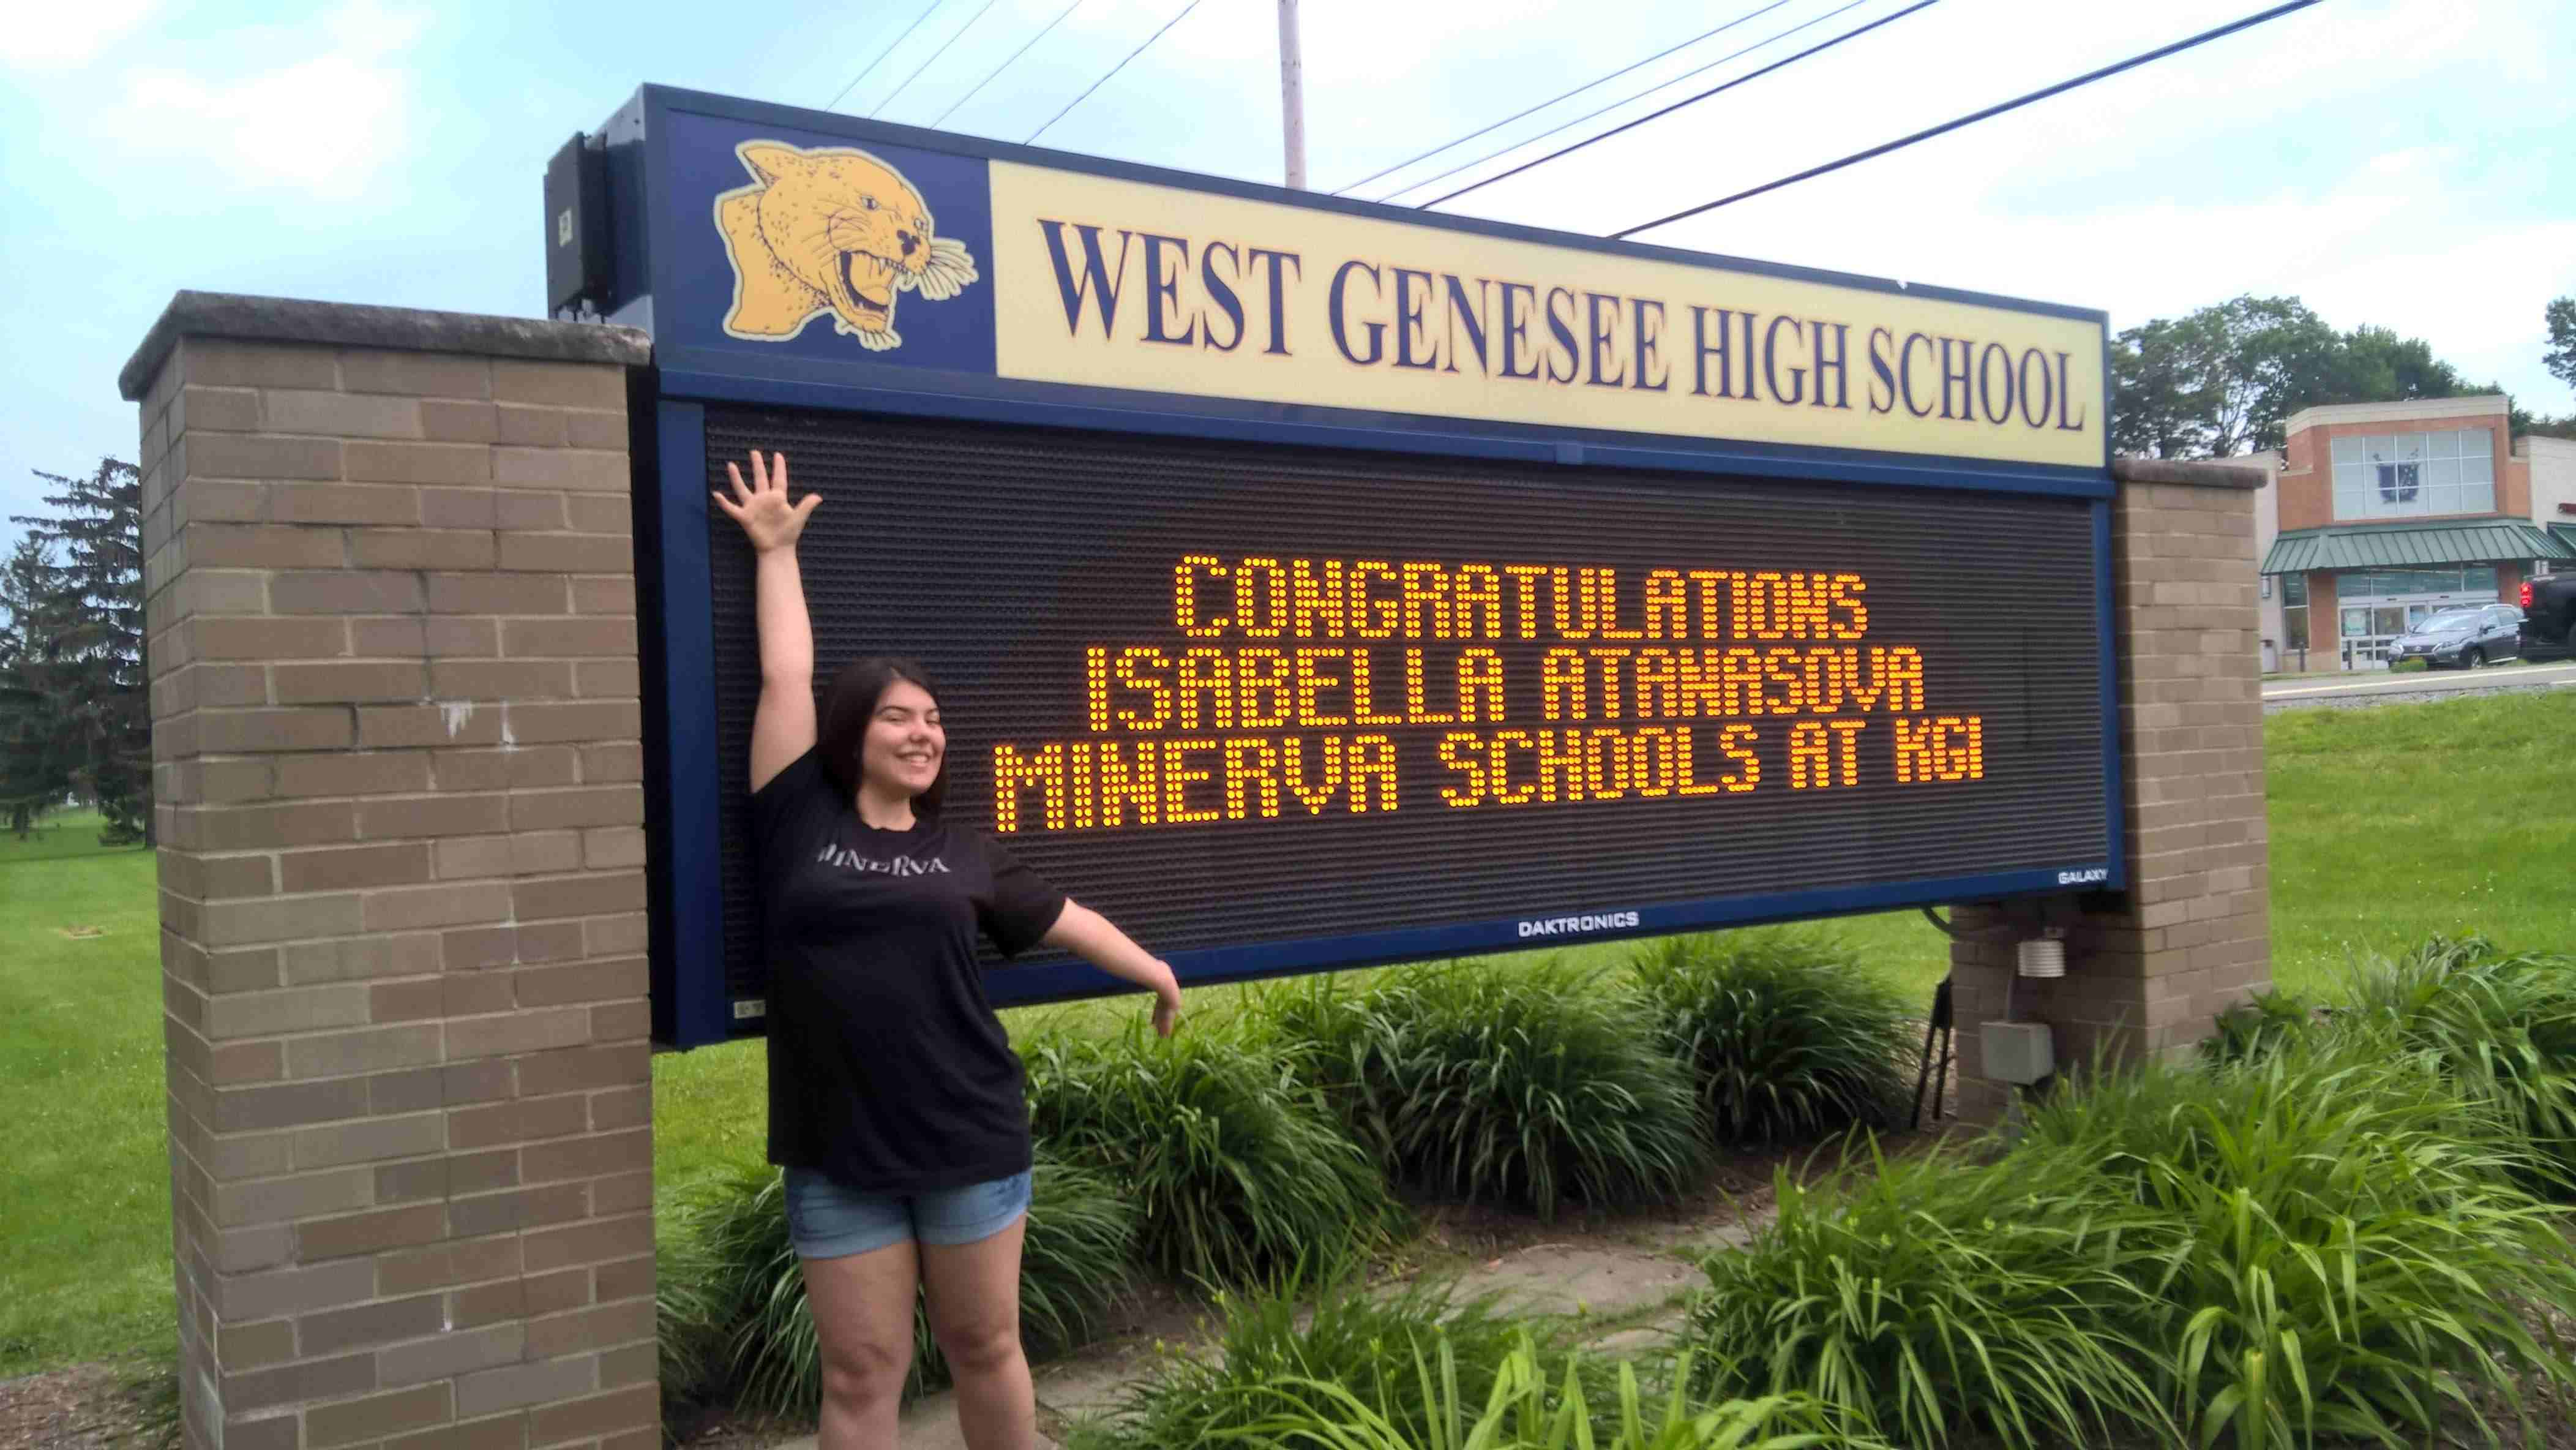 WEST GENESEE HIGH SCHOOL
CONGRATULATIONS
ISABELLA ATANASOVA
MINERVA SCHOOLS AT KGI
MINERVA
GALAXY
DAKTRONICS